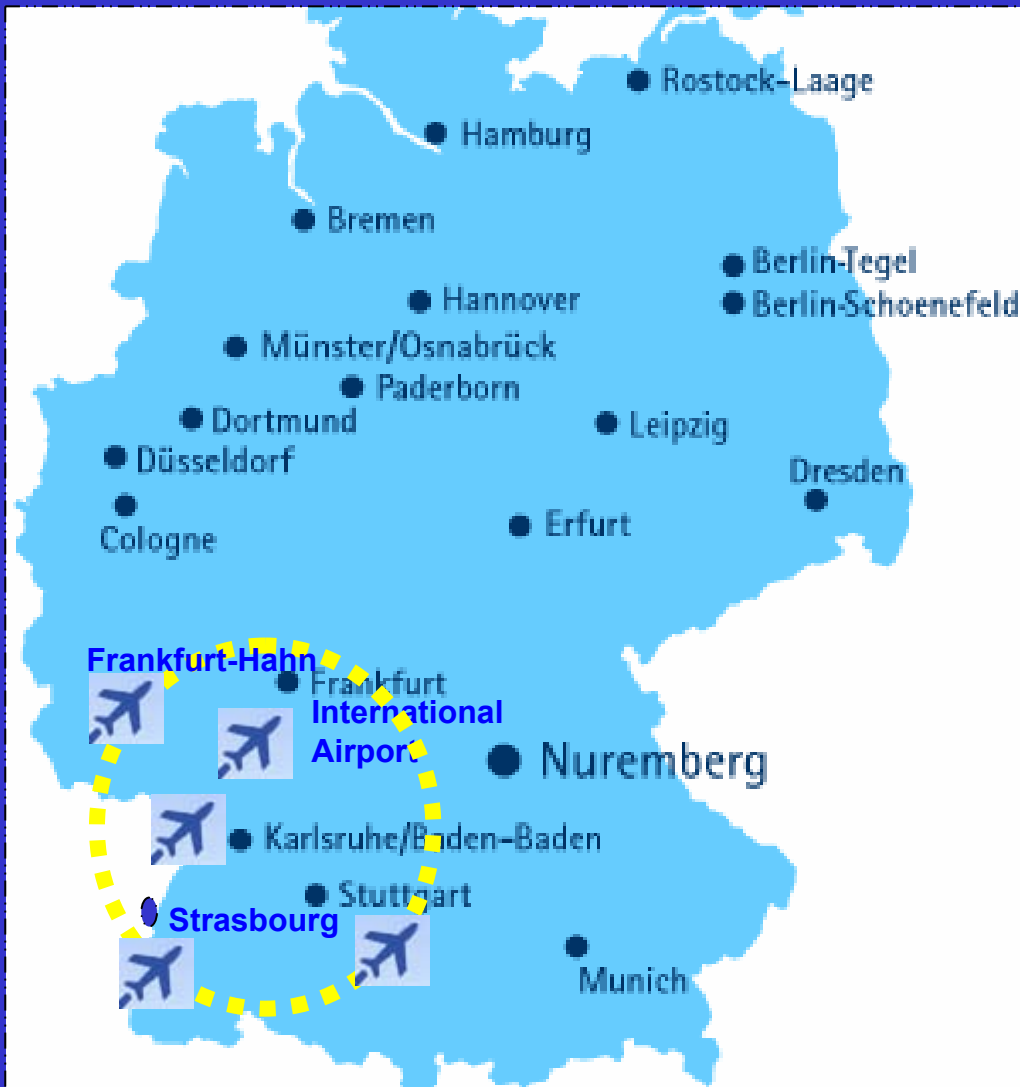 Rostock-Laage
Hamburg
Bremen
Berlin-Tegel
Hannover
Berlin-Schoenefeld
Münster/Osnabrück
Paderborn
Dortmund
Leipzig
Düsseldorf
Dresden
Cologne
Erfurt
Frankfurt-Hahn
Frankfurt
International
Airport
Nuremberg
Karlsruhe/Baden-Baden
Stuttgart
Strasbourg
Munich